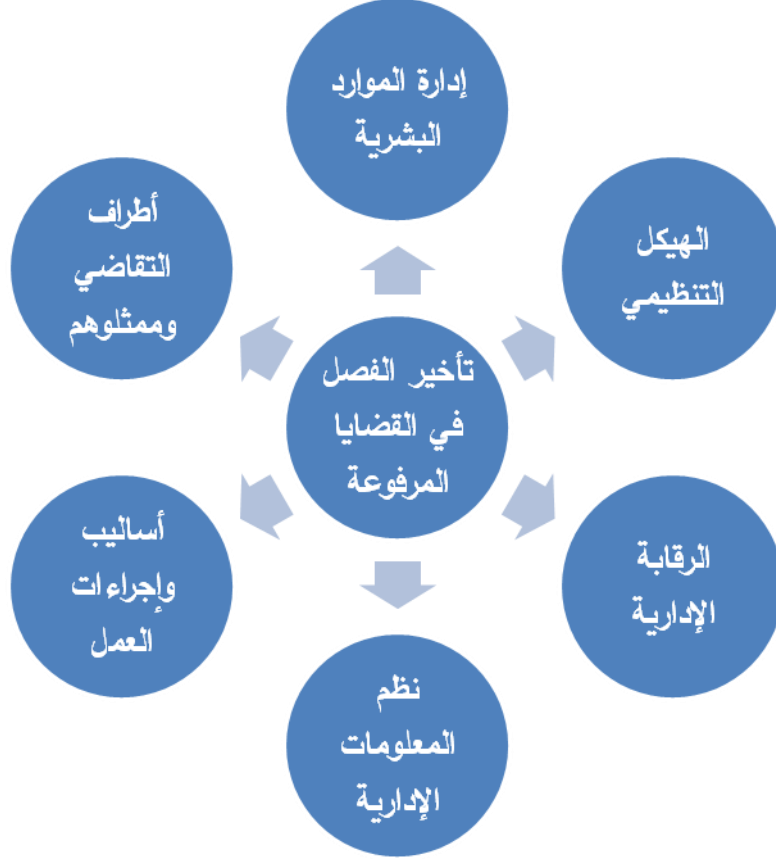 إدارة الموارد
البشرية
الهيكل
التنظيمي
الرقابة
الإدارية
نظم
المعلومات
الإدارية
أساليب
وإجراءات
العمل
أطراف
التقاضي
وممثلوهم
تأخير الفصل
في القضايا
المرفوعة